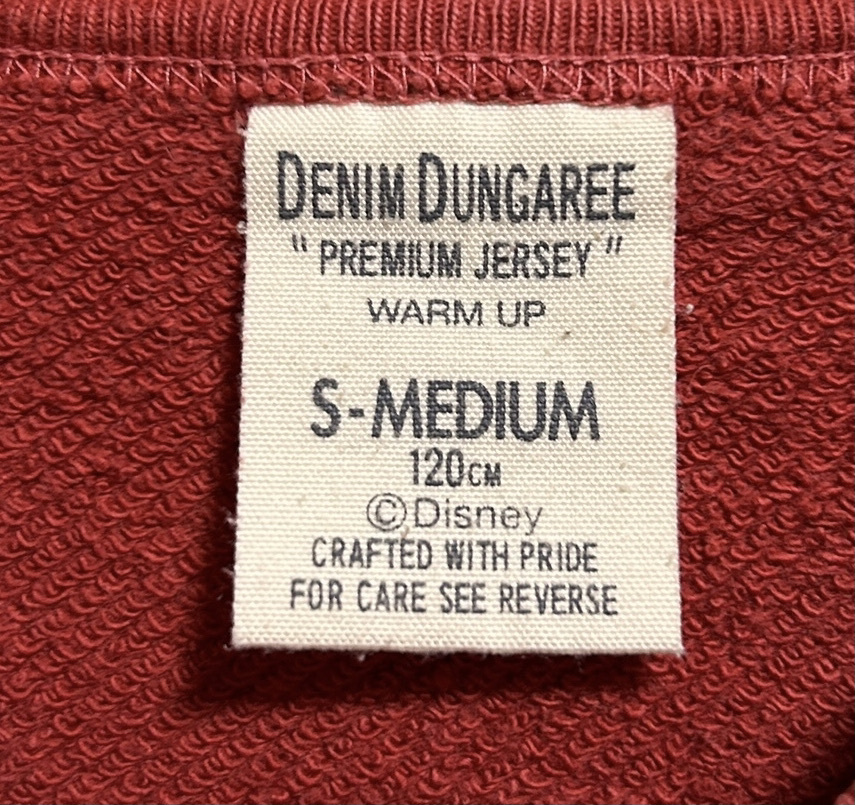 DENIM DUNGAREE
" PREMIUM JERSEY "
WARM UP
S-MEDIUM
120CM
©Disney
CRAFTED WITH PRIDE
FOR CARE SEE REVERSE